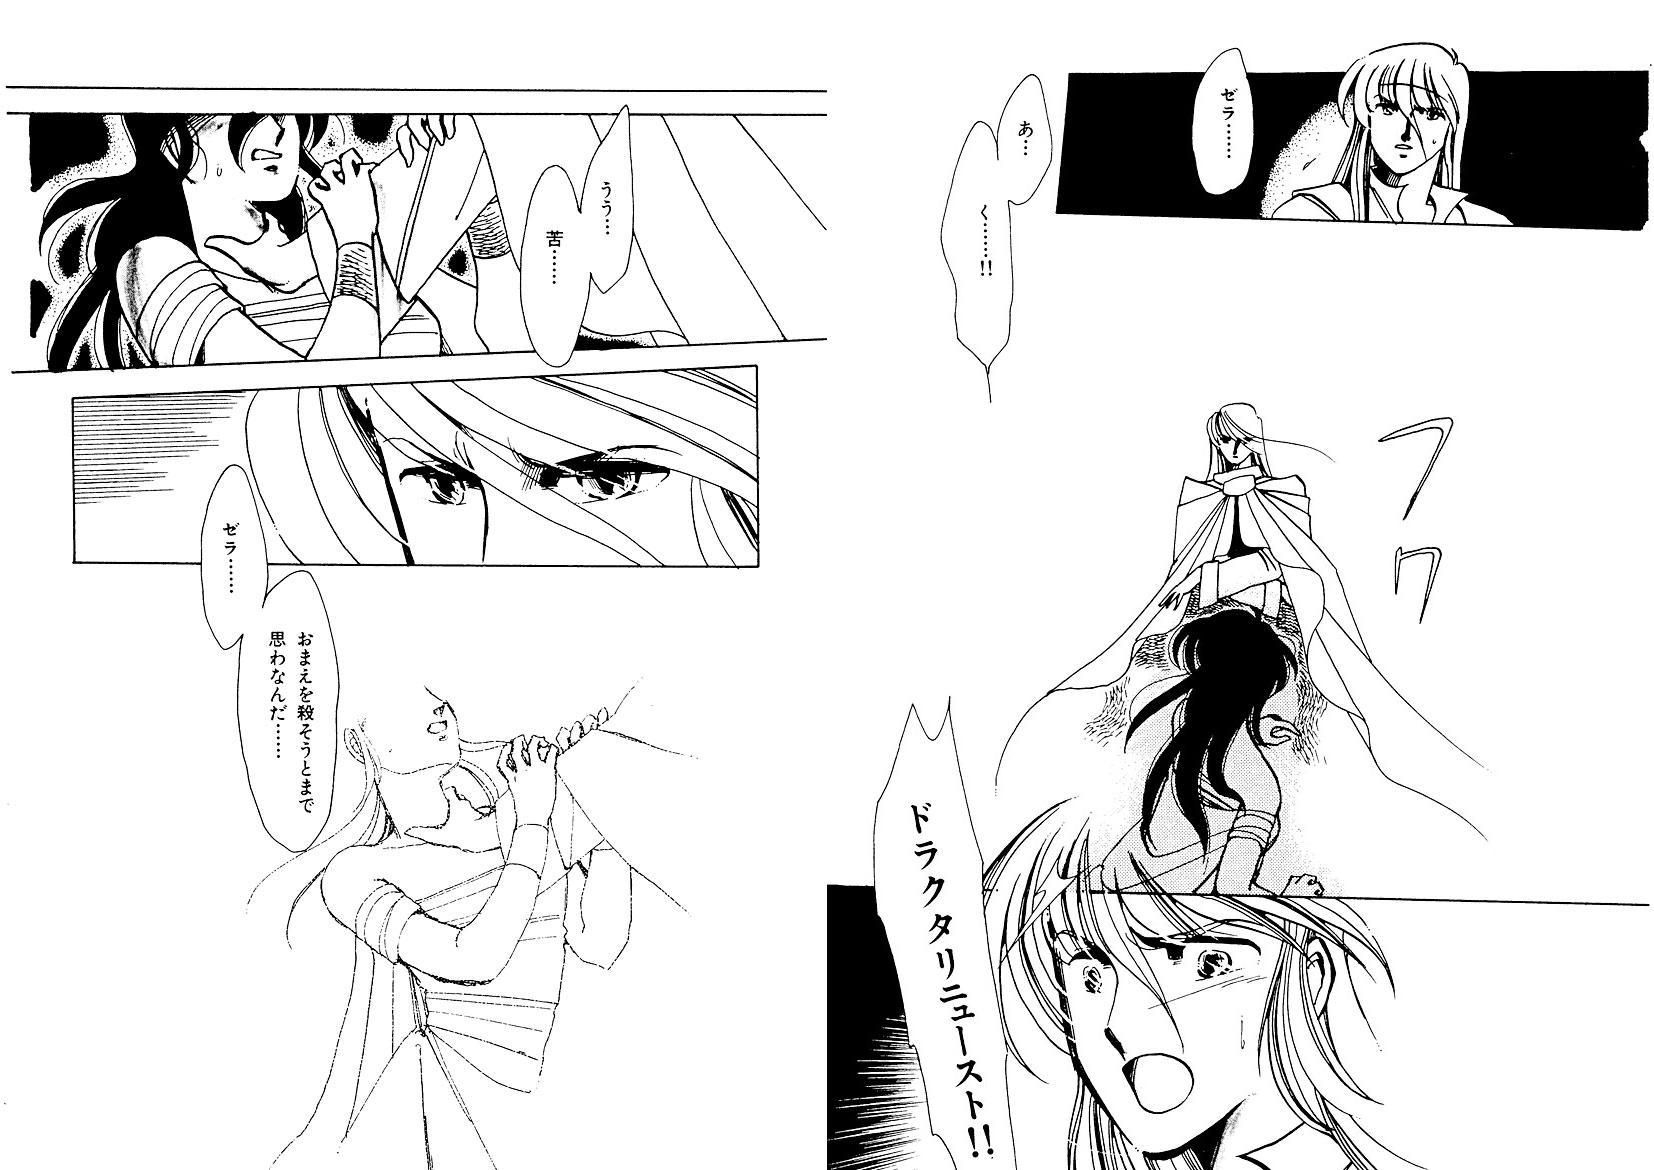 ゼラ……
あ…
く……!!
フ
ワ
ドラクタリニュースト!!
うう…
苦……
ゼラ……
おまえを殺そうとまで
思わなんだ……